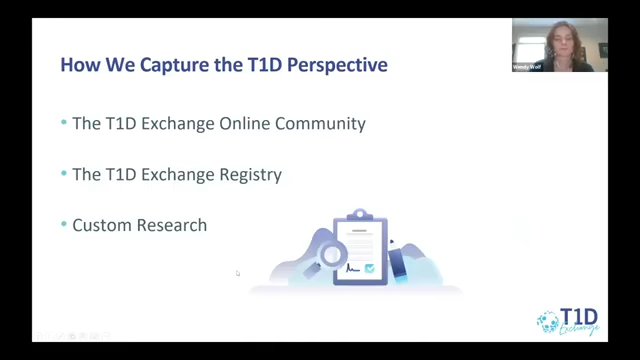 How We Capture the T1D Perspective
Wendy Wolf
• The T1D Exchange Online Community
• The T1D Exchange Registry
• Custom Research
T1D
Exchange